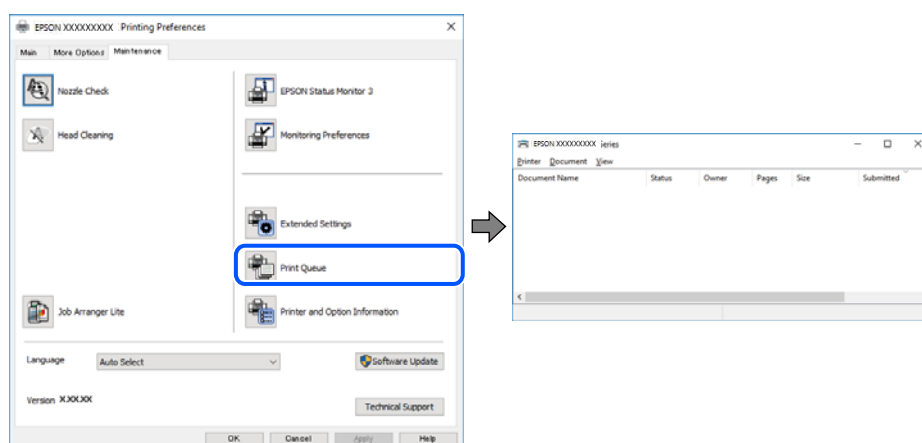 EPSON XXXXXXXXX Printing Preferences
Main More Options Maintenance
Nozzle Check
EPSON Status Monitor 3
Head Cleaning
Monitoring Preferences
Extended Settings
Print Queue
Job Arranger Lite
Printer and Option Information
Language Auto Select
Software Update
Version X.XX.XX
Technical Support
OK Cancel Apply Help
EPSON XXXXXXXXX ieries
Printer Document View
Document Name Status Owner Pages Size Submitted